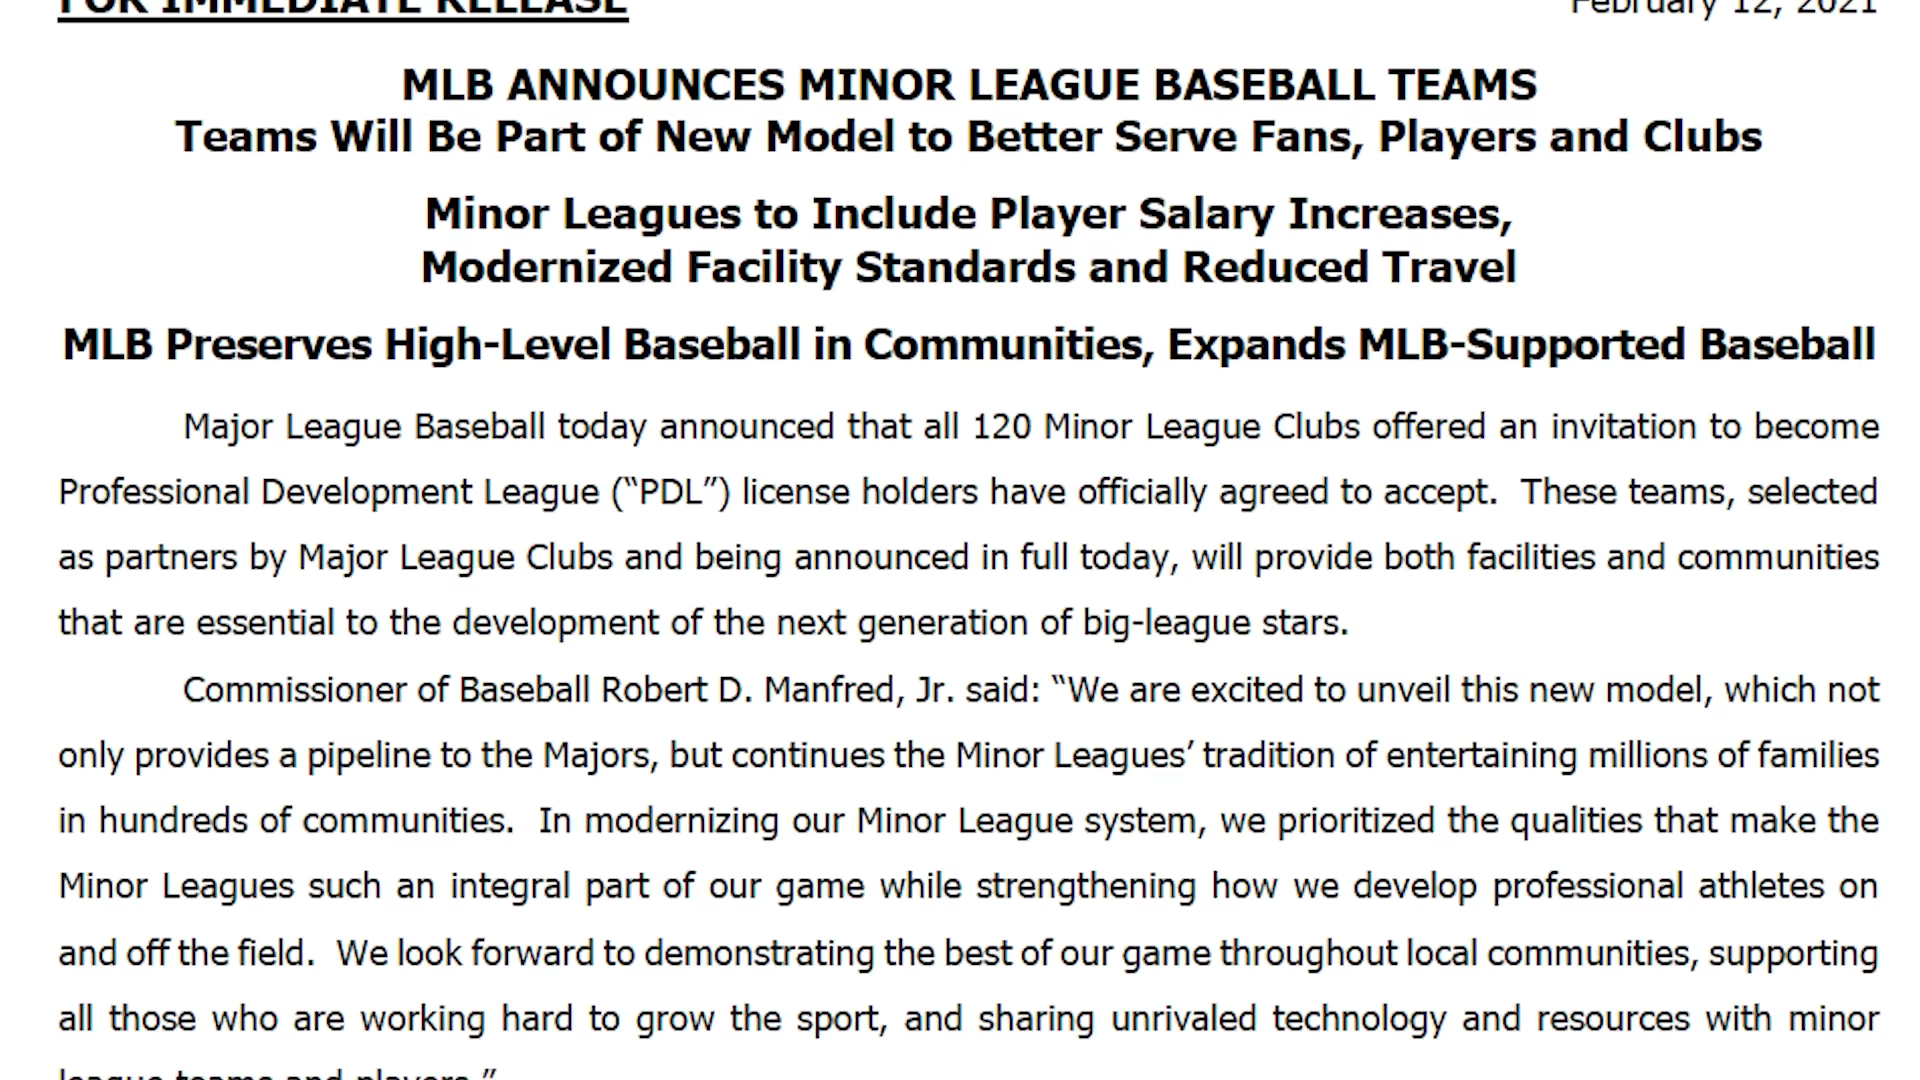 FOR IMMEDIATE RELEASE February 12, 2021
MLB ANNOUNCES MINOR LEAGUE BASEBALL TEAMS
Teams Will Be Part of New Model to Better Serve Fans, Players and Clubs
Minor Leagues to Include Player Salary Increases,
Modernized Facility Standards and Reduced Travel
MLB Preserves High-Level Baseball in Communities, Expands MLB-Supported Baseball
Major League Baseball today announced that all 120 Minor League Clubs offered an invitation to become
Professional Development League (“PDL”) license holders have officially agreed to accept.  These teams, selected
as partners by Major League Clubs and being announced in full today, will provide both facilities and communities
that are essential to the development of the next generation of big-league stars.
Commissioner of Baseball Robert D. Manfred, Jr. said: “We are excited to unveil this new model, which not
only provides a pipeline to the Majors, but continues the Minor Leagues’ tradition of entertaining millions of families
in hundreds of communities.  In modernizing our Minor League system, we prioritized the qualities that make the
Minor Leagues such an integral part of our game while strengthening how we develop professional athletes on
and off the field.  We look forward to demonstrating the best of our game throughout local communities, supporting
all those who are working hard to grow the sport, and sharing unrivaled technology and resources with minor
league teams and players.”